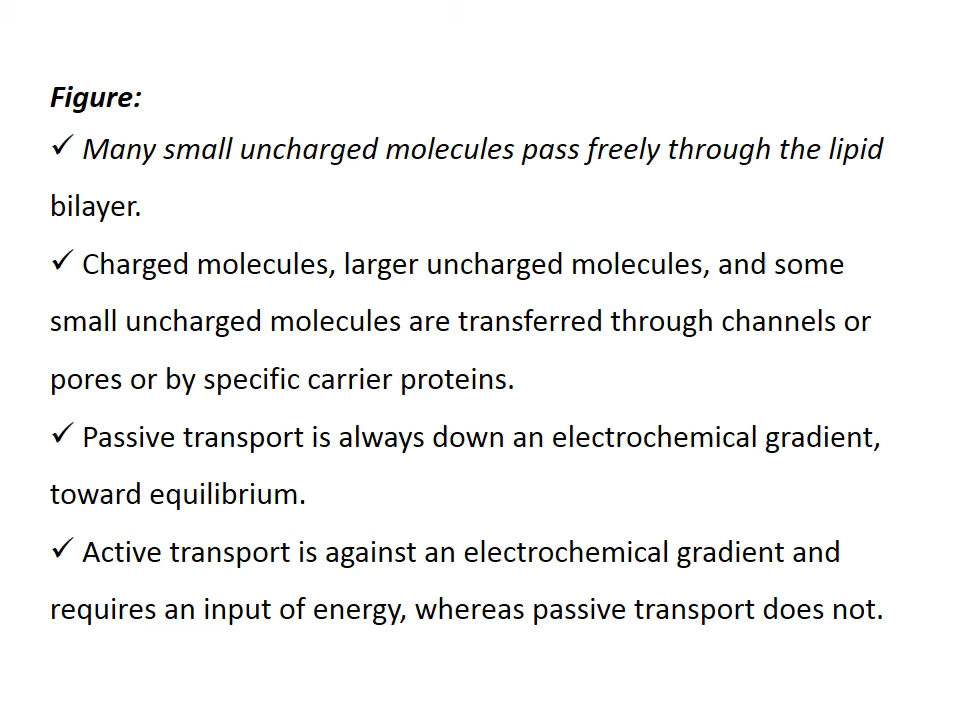 Figure:
✓ Many small uncharged molecules pass freely through the lipid
bilayer.
✓ Charged molecules, larger uncharged molecules, and some
small uncharged molecules are transferred through channels or
pores or by specific carrier proteins.
✓ Passive transport is always down an electrochemical gradient,
toward equilibrium.
✓ Active transport is against an electrochemical gradient and
requires an input of energy, whereas passive transport does not.